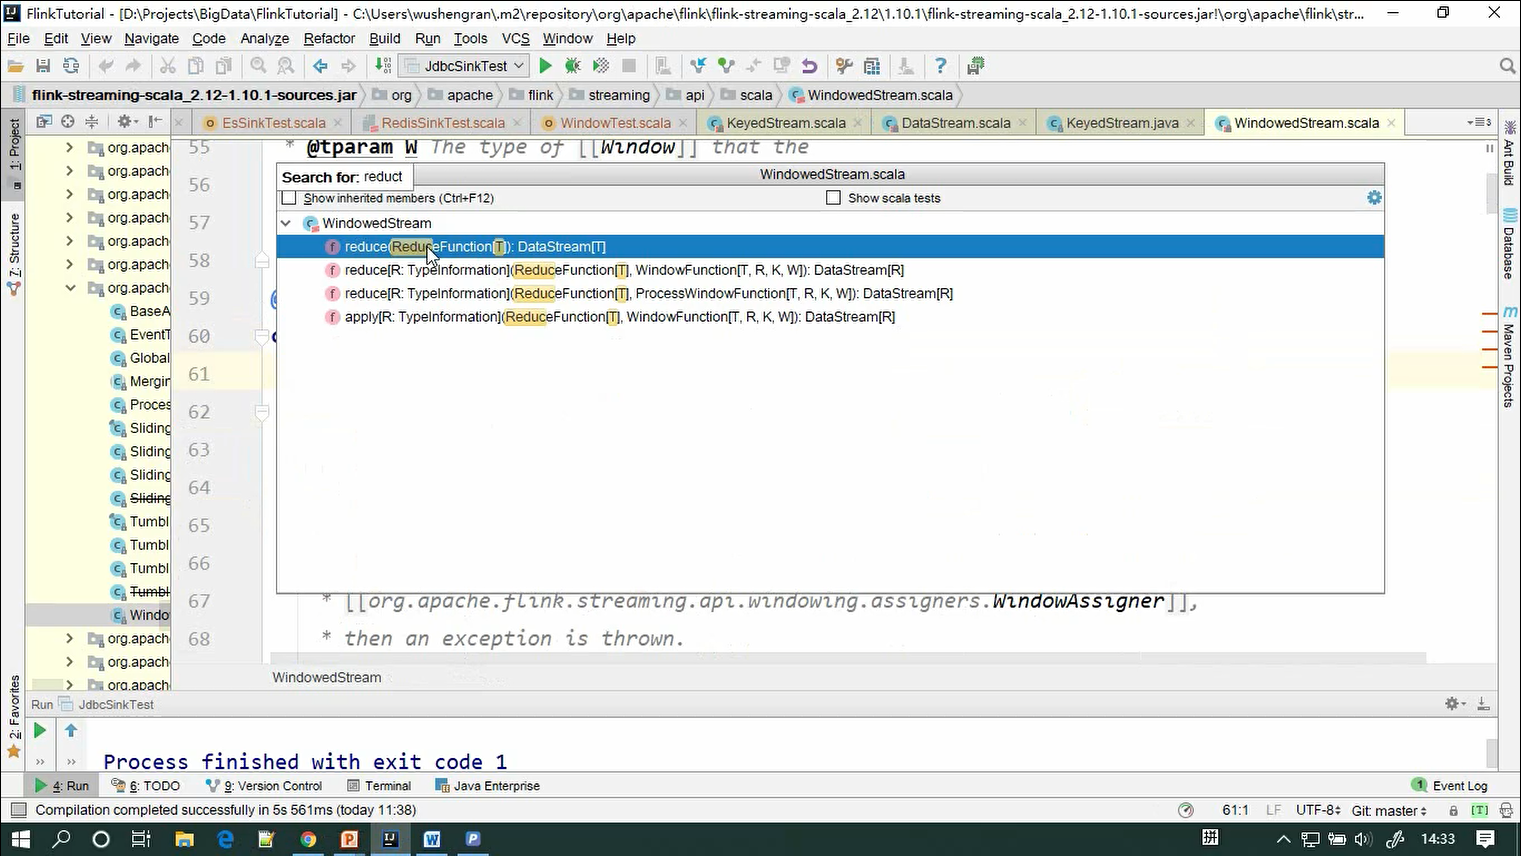 FlinkTutorial - [D:\Projects\BigData\FlinkTutorial] - C:\Users\wushengran\.m2\repository\org\apache\flink\flink-streaming-scala_2.12\1.10.1\flink-streaming-scala_2.12-1.10.1-sources.jar!\org\apache\flink\str...
File Edit View Navigate Code Analyze Refactor Build Run Tools VCS Window Help
JdbcSinkTest
flink-streaming-scala_2.12-1.10.1-sources.jar org apache flink streaming api scala WindowedStream.scala
EsSinkTest.scala RedisSinkTest.scala WindowTest.scala KeyedStream.scala DataStream.scala KeyedStream.java WindowedStream.scala
1: Project
7: Structure
2: Favorites
org.apach
org.apach
org.apach
org.apach
org.apach
org.apach
org.apach
BaseA
EventT
Global
Mergin
Proces
Sliding
Sliding
Sliding
Sliding
Tumbl
Tumbl
Tumbl
Tumbl
Windo
org.apach
org.apach
org.apach
55 * @tparam W The type of [[Window]] that the
56
57
58
59 @
60
61
62
63
64
65
66
67 * [[org.apache.flink.streaming.api.windowing.assigners.WindowAssigner]],
68 * then an exception is thrown.
Search for: reduct
WindowedStream.scala
Show inherited members (Ctrl+F12) Show scala tests
WindowedStream
reduce(ReduceFunction[T]): DataStream[T]
reduce[R: TypeInformation](ReduceFunction[T], WindowFunction[T, R, K, W]): DataStream[R]
reduce[R: TypeInformation](ReduceFunction[T], ProcessWindowFunction[T, R, K, W]): DataStream[R]
apply[R: TypeInformation](ReduceFunction[T], WindowFunction[T, R, K, W]): DataStream[R]
WindowedStream
Ant Build
Database
Maven Projects
Run JdbcSinkTest
Process finished with exit code 1
4: Run 6: TODO 9: Version Control Terminal Java Enterprise 1 Event Log
Compilation completed successfully in 5s 561ms (today 11:38) 61:1 LF UTF-8 Git: master [T]
拼 14:33